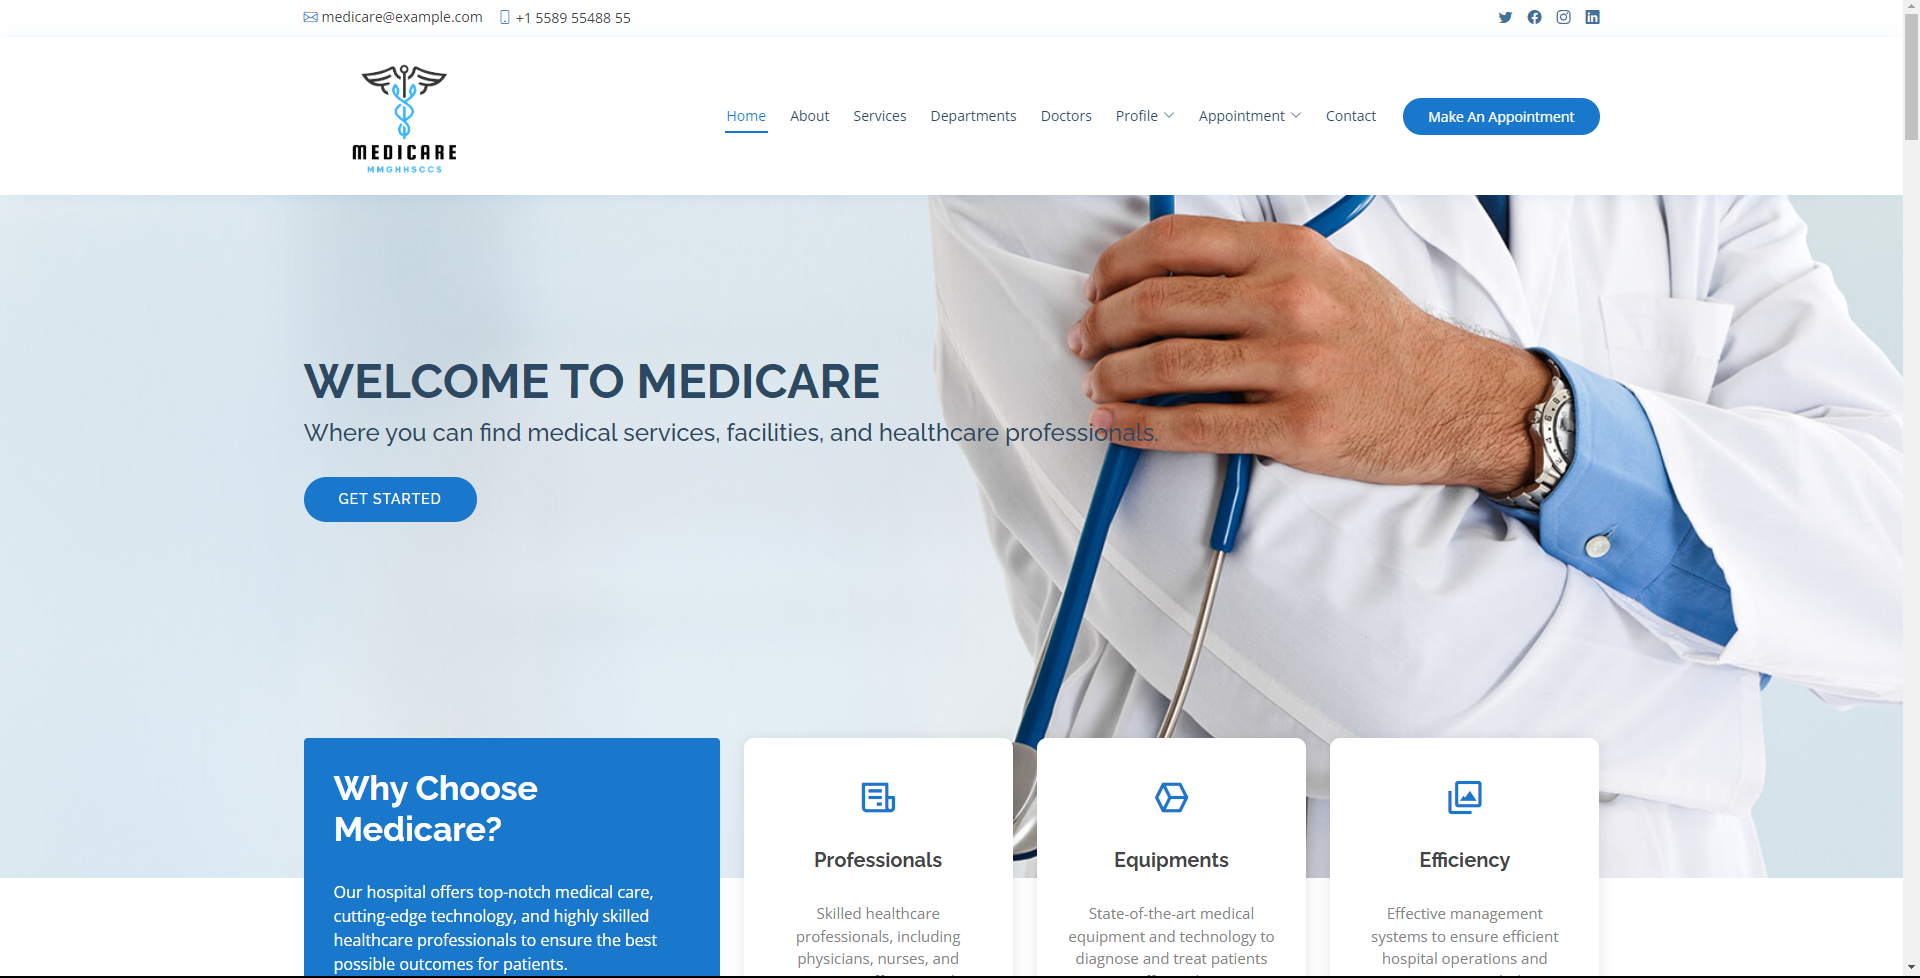 medicare@example.com +1 5589 55488 55
MEDICARE
MMGHHSCCS
Home About Services Departments Doctors Profile Appointment Contact Make An Appointment
WELCOME TO MEDICARE
Where you can find medical services, facilities, and healthcare professionals.
GET STARTED
Why Choose
Medicare?
Our hospital offers top-notch medical care,
cutting-edge technology, and highly skilled
healthcare professionals to ensure the best
possible outcomes for patients.
Professionals
Skilled healthcare
professionals, including
physicians, nurses, and
Equipments
State-of-the-art medical
equipment and technology to
diagnose and treat patients
Efficiency
Effective management
systems to ensure efficient
hospital operations and